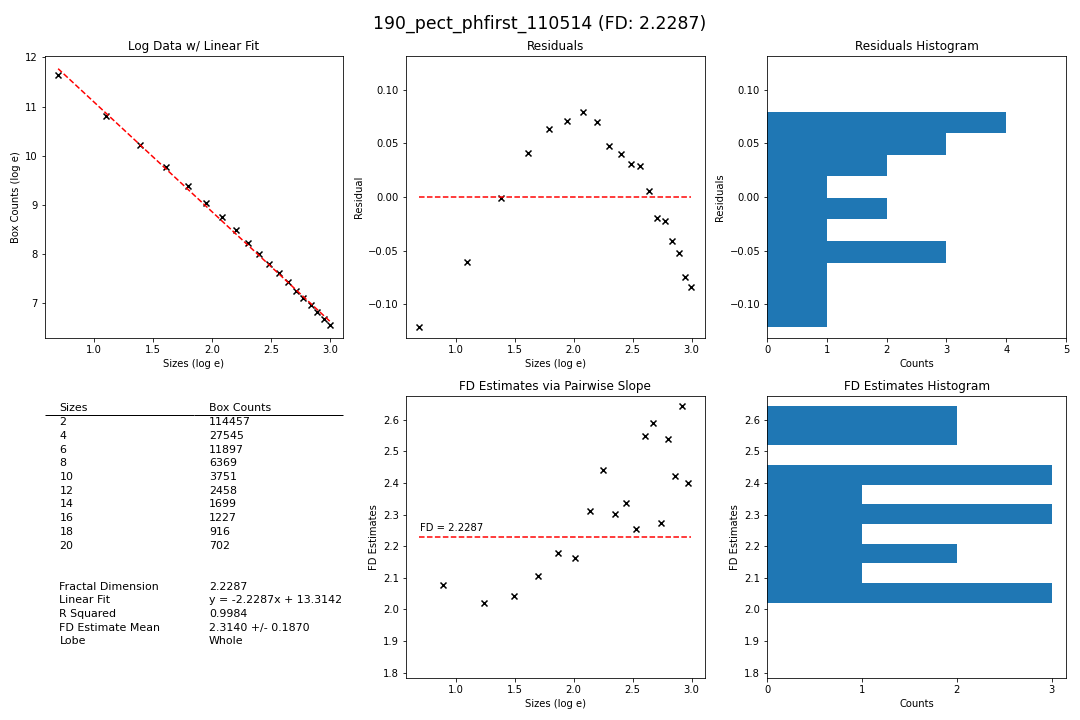 190_pect_phfirst_110514 (FD: 2.2287)
Log Data w/ Linear Fit
Box Counts (log e)
12
11
10
9
8
7
1.0 1.5 2.0 2.5 3.0
Sizes (log e)
Residuals
Residual
0.10
0.05
0.00
−0.05
−0.10
1.0 1.5 2.0 2.5 3.0
Sizes (log e)
Residuals Histogram
Residuals
0.10
0.05
0.00
−0.05
−0.10
0 1 2 3 4 5
Counts
Sizes Box Counts
2 114457
4 27545
6 11897
8 6369
10 3751
12 2458
14 1699
16 1227
18 916
20 702
Fractal Dimension 2.2287
Linear Fit y = -2.2287x + 13.3142
R Squared 0.9984
FD Estimate Mean 2.3140 +/- 0.1870
Lobe Whole
FD Estimates via Pairwise Slope
FD Estimates
2.6
2.5
2.4
2.3
2.2
2.1
2.0
1.9
1.8
FD = 2.2287
1.0 1.5 2.0 2.5 3.0
Sizes (log e)
FD Estimates Histogram
FD Estimates
2.6
2.5
2.4
2.3
2.2
2.1
2.0
1.9
1.8
0 1 2 3
Counts